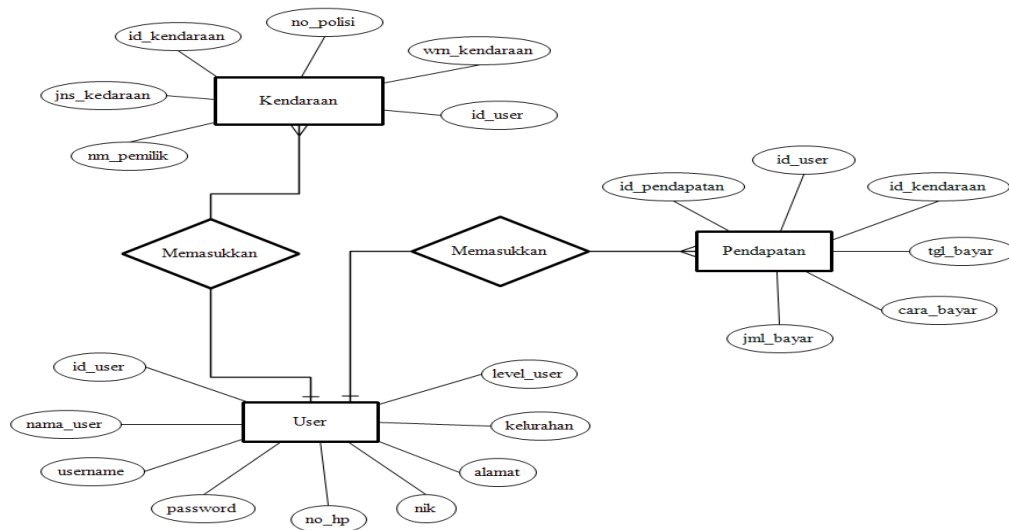 no_polisi
id_kendaraan
wrn_kendaraan
jns_kedaraan
Kendaraan
id_user
nm_pemilik
id_user
id_pendapatan
id_kendaraan
Memasukkan
Memasukkan
Pendapatan
tgl_bayar
cara_bayar
jml_bayar
id_user
level_user
nama_user
User
kelurahan
username
alamat
password
no_hp
nik